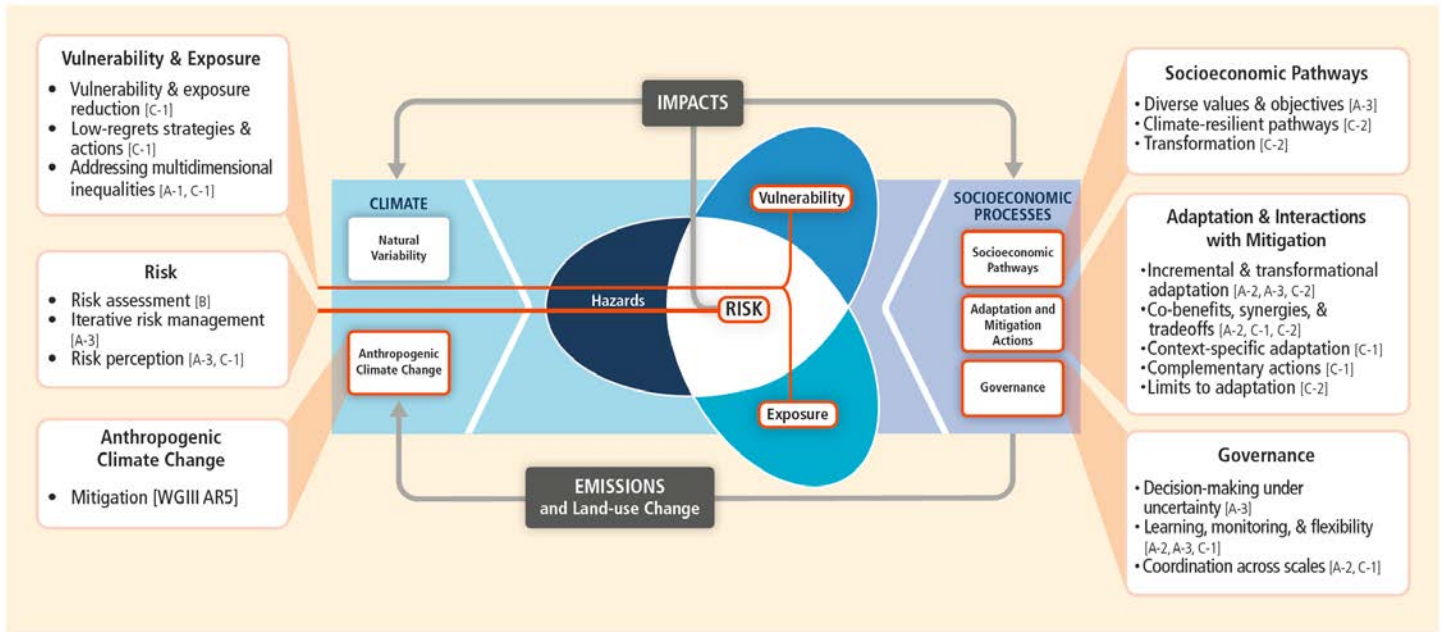 Vulnerability & Exposure
• Vulnerability & exposure
reduction [C-1]
• Low-regrets strategies &
actions [C-1]
• Addressing multidimensional
inequalities [A-1, C-1]
Risk
• Risk assessment [B]
• Iterative risk management
[A-3]
• Risk perception [A-3, C-1]
Anthropogenic
Climate Change
• Mitigation [WGIII AR5]
IMPACTS
CLIMATE
Natural
Variability
Anthropogenic
Climate Change
Vulnerability
Hazards
RISK
Exposure
EMISSIONS
and Land-use Change
SOCIOECONOMIC
PROCESSES
Socioeconomic
Pathways
Adaptation and
Mitigation
Actions
Governance
Socioeconomic Pathways
• Diverse values & objectives [A-3]
• Climate-resilient pathways [C-2]
• Transformation [C-2]
Adaptation & Interactions
with Mitigation
• Incremental & transformational
adaptation [A-2, A-3, C-2]
• Co-benefits, synergies, &
tradeoffs [A-2, C-1, C-2]
• Context-specific adaptation [C-1]
• Complementary actions [C-1]
• Limits to adaptation [C-2]
Governance
• Decision-making under
uncertainty [A-3]
• Learning, monitoring, & flexibility
[A-2, A-3, C-1]
• Coordination across scales [A-2, C-1]